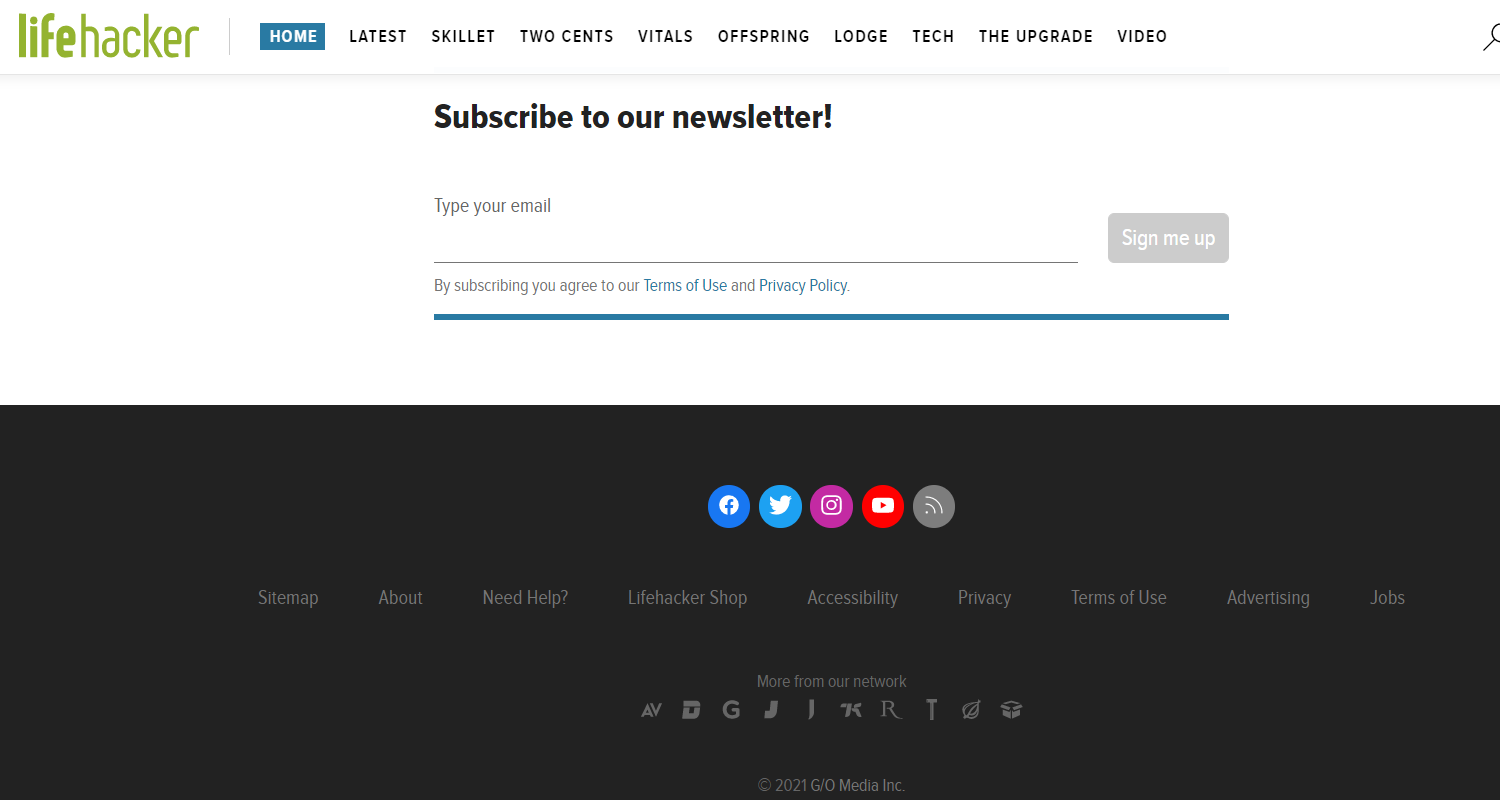 lifehacker HOME LATEST SKILLET TWO CENTS VITALS OFFSPRING LODGE TECH THE UPGRADE VIDEO
Subscribe to our newsletter!
Type your email
Sign me up
By subscribing you agree to our Terms of Use and Privacy Policy.
Sitemap About Need Help? Lifehacker Shop Accessibility Privacy Terms of Use Advertising Jobs
More from our network
AV D G J J K R T
© 2021 G/O Media Inc.